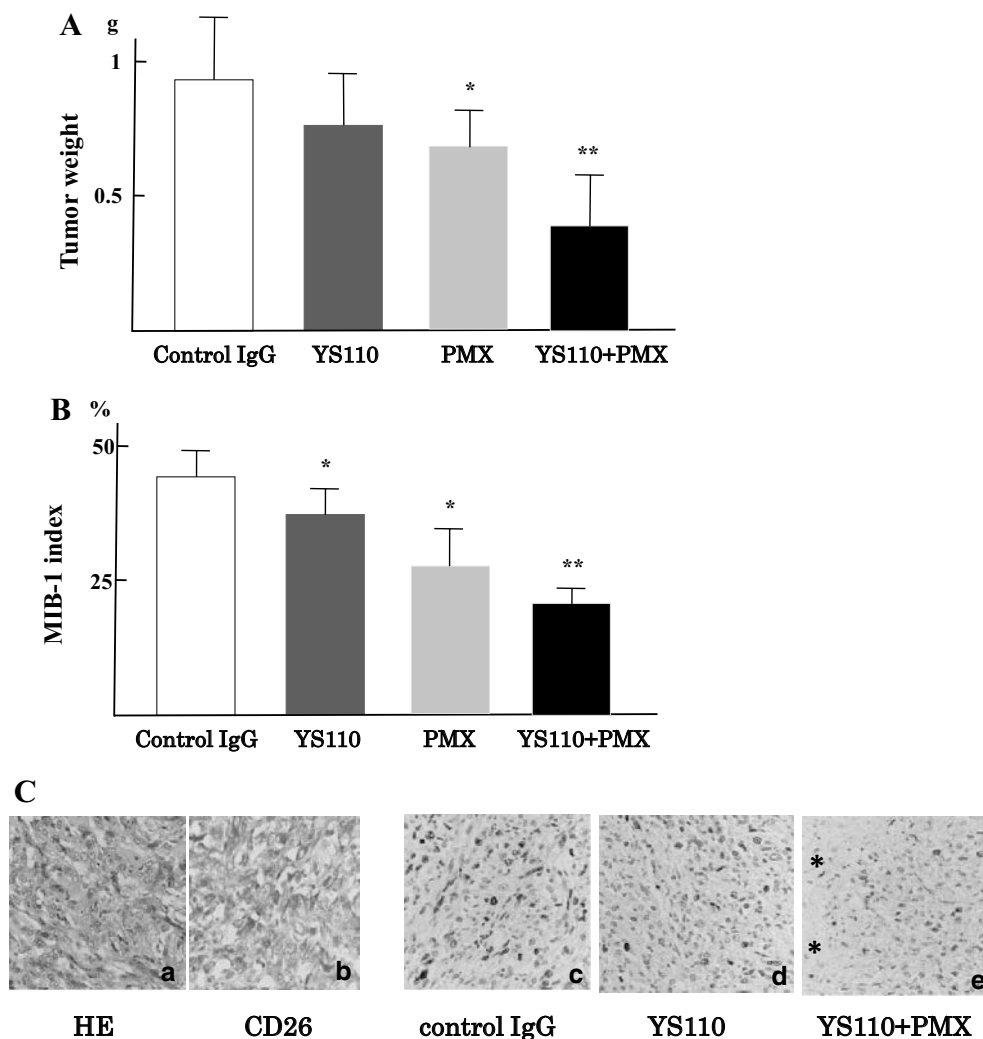 A
g
1
0.5
Tumor weight
*
**
Control IgG YS110 PMX YS110+PMX
B
%
50
25
MIB-1 index
*
*
**
Control IgG YS110 PMX YS110+PMX
C
*
*
a b c d e
HE CD26 control IgG YS110 YS110+PMX